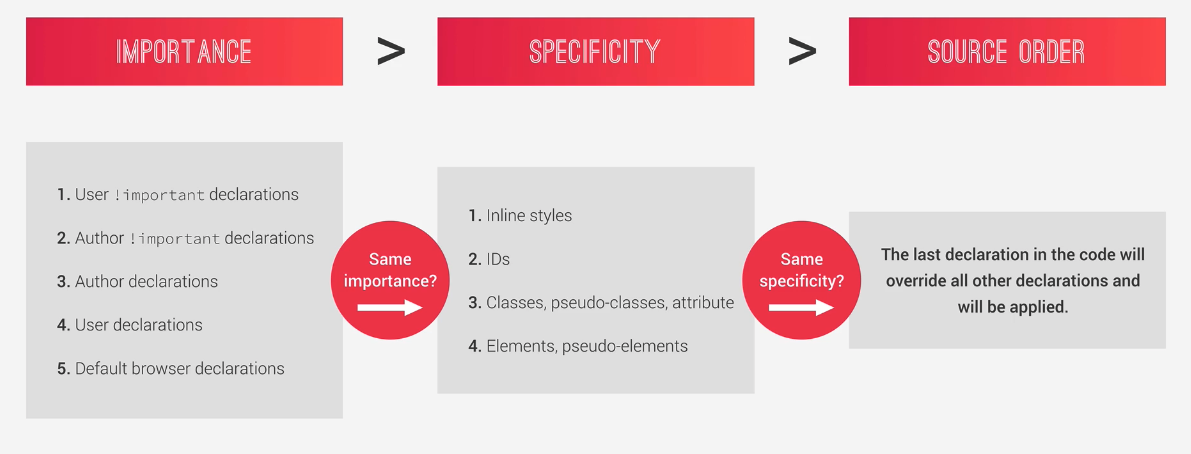 IMPORTANCE
>
SPECIFICITY
>
SOURCE ORDER
1. User !important declarations
2. Author !important declarations
3. Author declarations
4. User declarations
5. Default browser declarations
Same
importance?
1. Inline styles
2. IDs
3. Classes, pseudo-classes, attribute
4. Elements, pseudo-elements
Same
specificity?
The last declaration in the code will
override all other declarations and
will be applied.